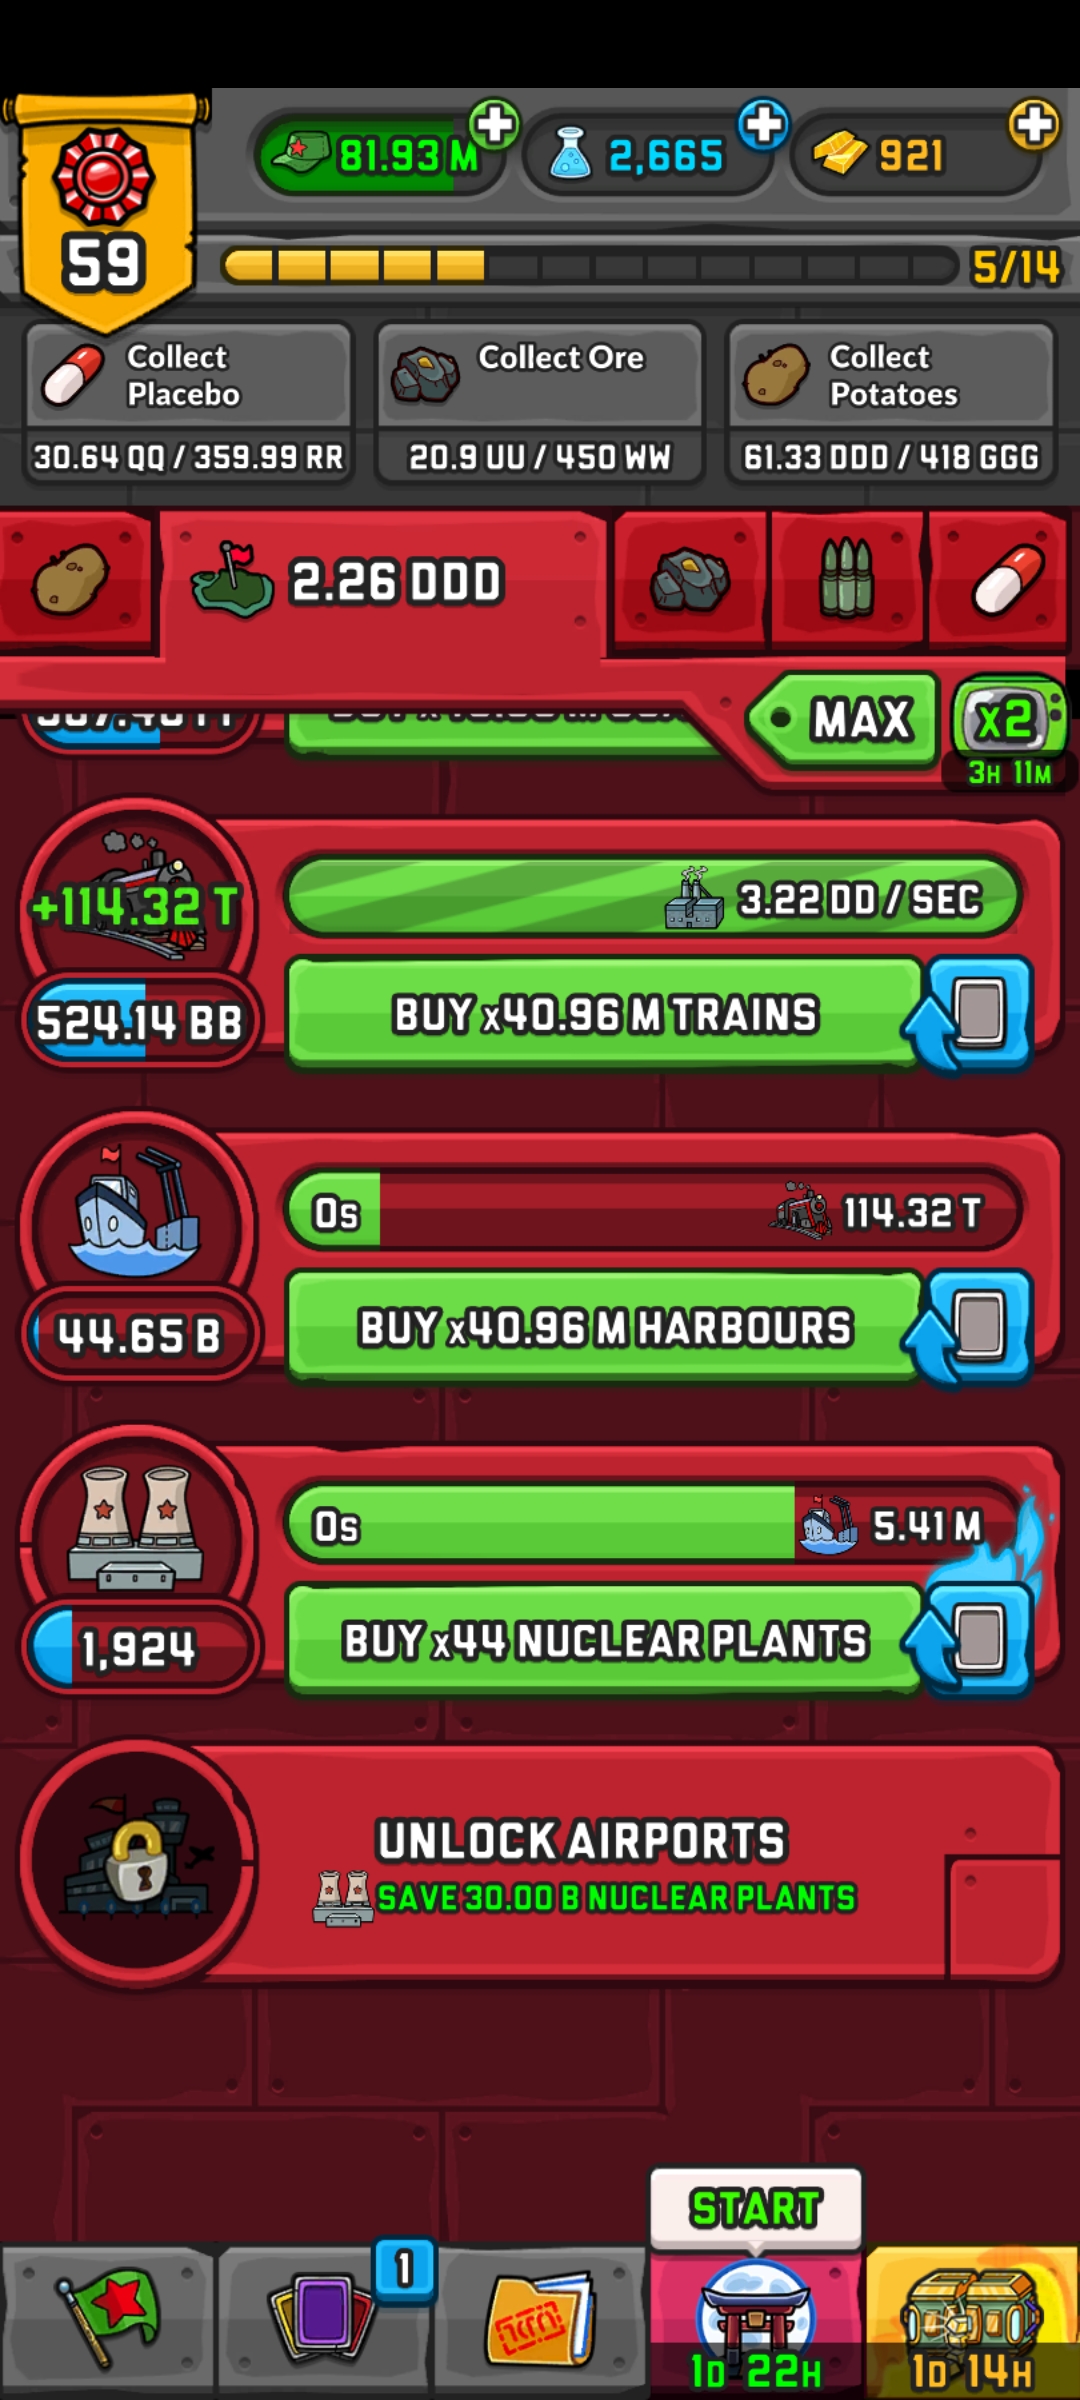 81.93 M
2,665
921
59
5/14
Collect
Placebo
30.64 QQ / 359.99 RR
Collect Ore
20.9 UU / 450 WW
Collect
Potatoes
61.33 DDD / 418 GGG
2.26 DDD
MAX
x2
3H 11M
+114.32 T
3.22 DD / SEC
524.14 BB
BUY x40.96 M TRAINS
0s
114.32 T
44.65 B
BUY x40.96 M HARBOURS
0s
5.41 M
1,924
BUY x44 NUCLEAR PLANTS
UNLOCK AIRPORTS
SAVE 30.00 B NUCLEAR PLANTS
START
1
1D 22H
1D 14H